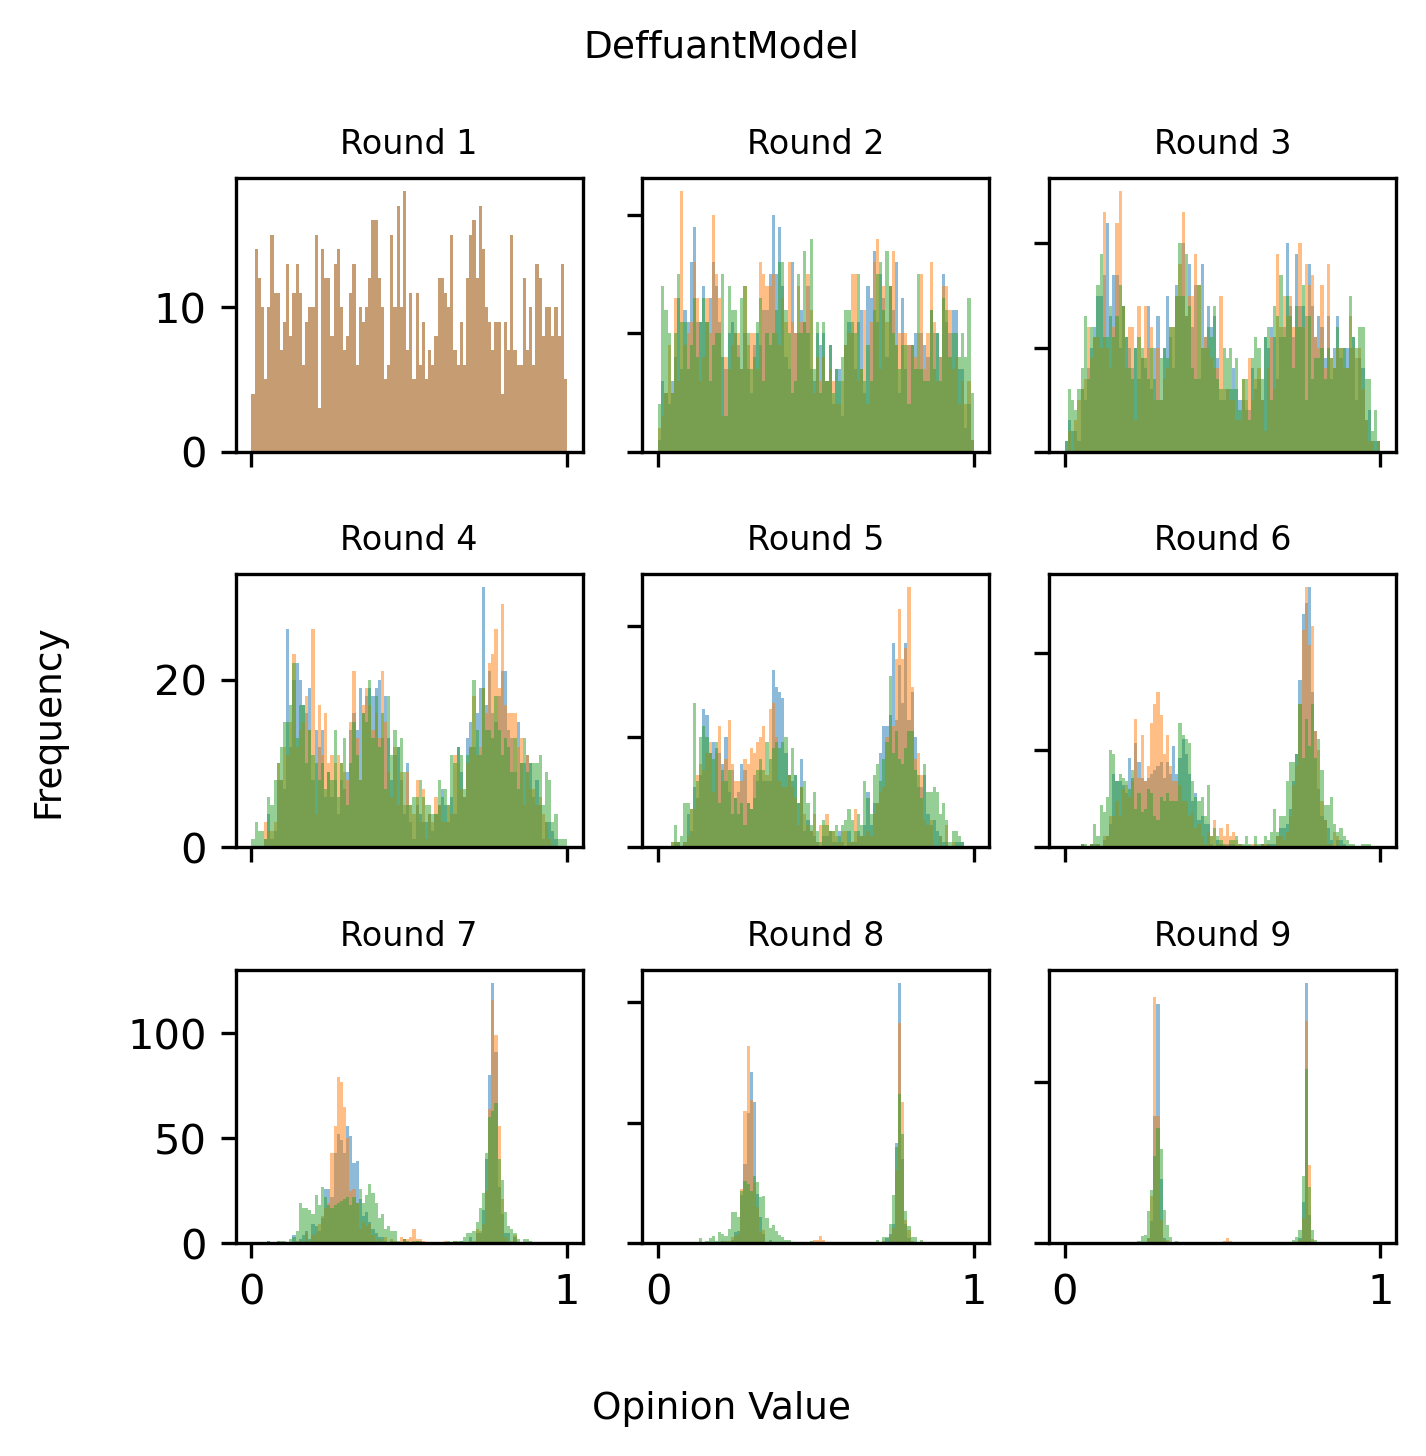 DeffuantModel
Round 1
Round 2
Round 3
10
0
Round 4
Round 5
Round 6
20
0
Round 7
Round 8
Round 9
100
50
0
0 1
0 1
0 1
Frequency
Opinion Value